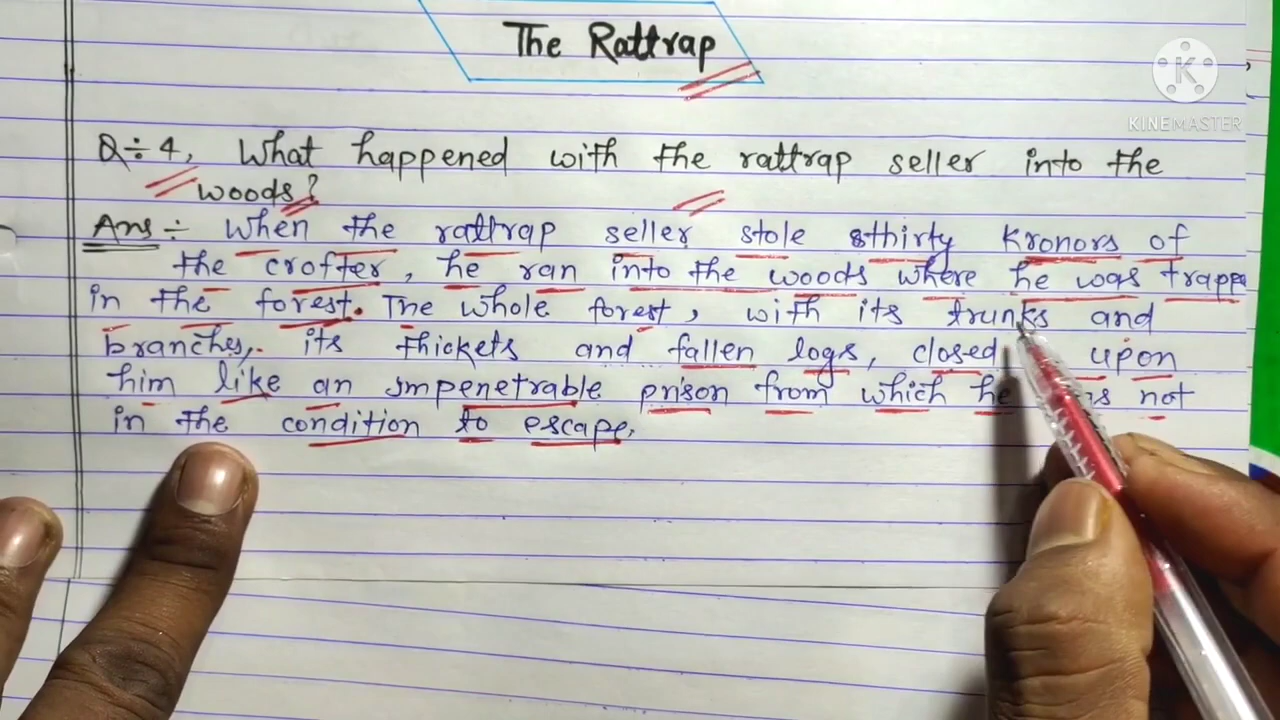 The Rattrap
K
KINEMASTER
Q÷4, What happened with the rattrap seller into the
woods?
Ans÷ When the rattrap seller stole thirty Kronors of
the crofter, he ran into the woods where he was trappe
in the forest. The whole forest, with its trunks and
branches, its thickets and fallen logs, closed upon
him like an impenetrable prison from which he not
in the condition to escape.